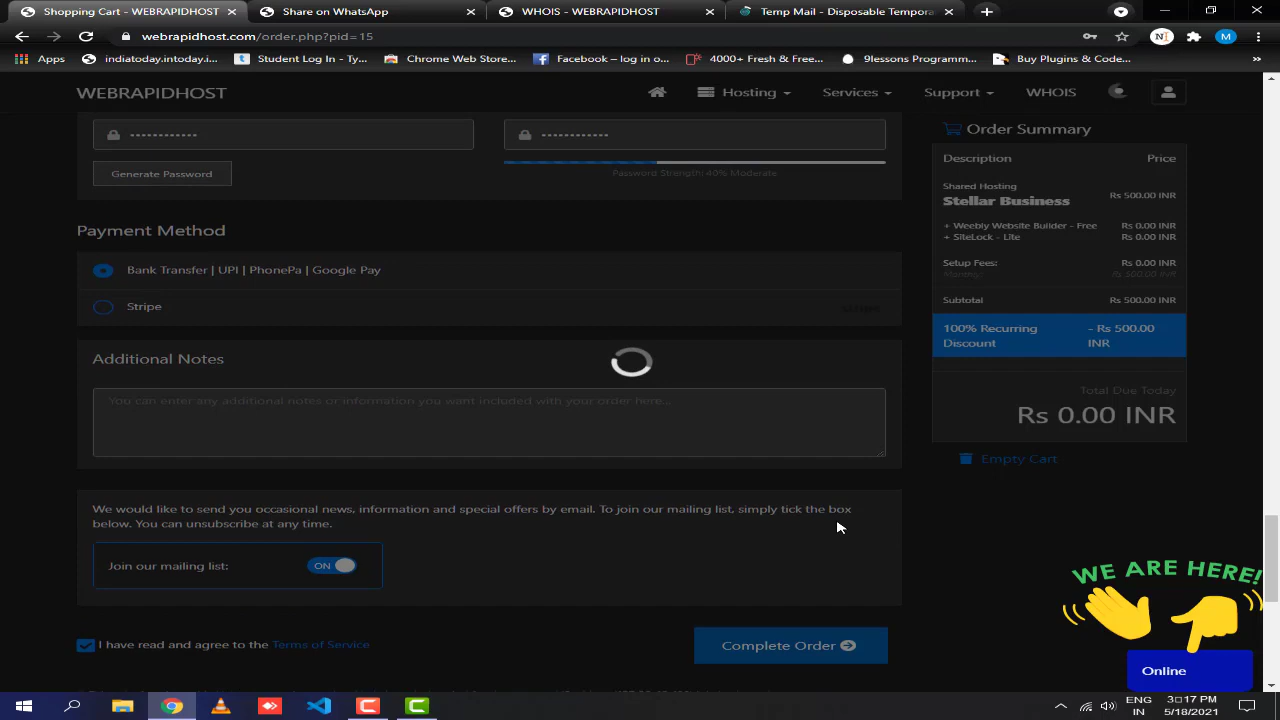 Shopping Cart - WEBRAPIDHOST
Share on WhatsApp
WHOIS - WEBRAPIDHOST
Temp Mail - Disposable Tempora
webrapidhost.com/order.php?pid=15
Apps
indiatoday.intoday.i...
Student Log In - Ty...
Chrome Web Store...
Facebook – log in o...
4000+ Fresh & Free...
9lessons Programm...
Buy Plugins & Code...
WEBRAPIDHOST
Hosting
Services
Support
WHOIS
Generate Password
Password Strength: 40% Moderate
Payment Method
Bank Transfer | UPI | PhonePa | Google Pay
Stripe
Additional Notes
You can enter any additional notes or information you want included with your order here...
We would like to send you occasional news, information and special offers by email. To join our mailing list, simply tick the box
below. You can unsubscribe at any time.
Join our mailing list:
ON
I have read and agree to the Terms of Service
Complete Order
Order Summary
Description Price
Shared Hosting
Stellar Business
Rs 500.00 INR
+ Weebly Website Builder - Free Rs 0.00 INR
+ SiteLock - Lite Rs 0.00 INR
Setup Fees: Rs 0.00 INR
Monthly: Rs 500.00 INR
Subtotal Rs 500.00 INR
100% Recurring - Rs 500.00
Discount INR
Total Due Today
Rs 0.00 INR
Empty Cart
WE ARE HERE!
Online
ENG
IN
3:17 PM
5/18/2021